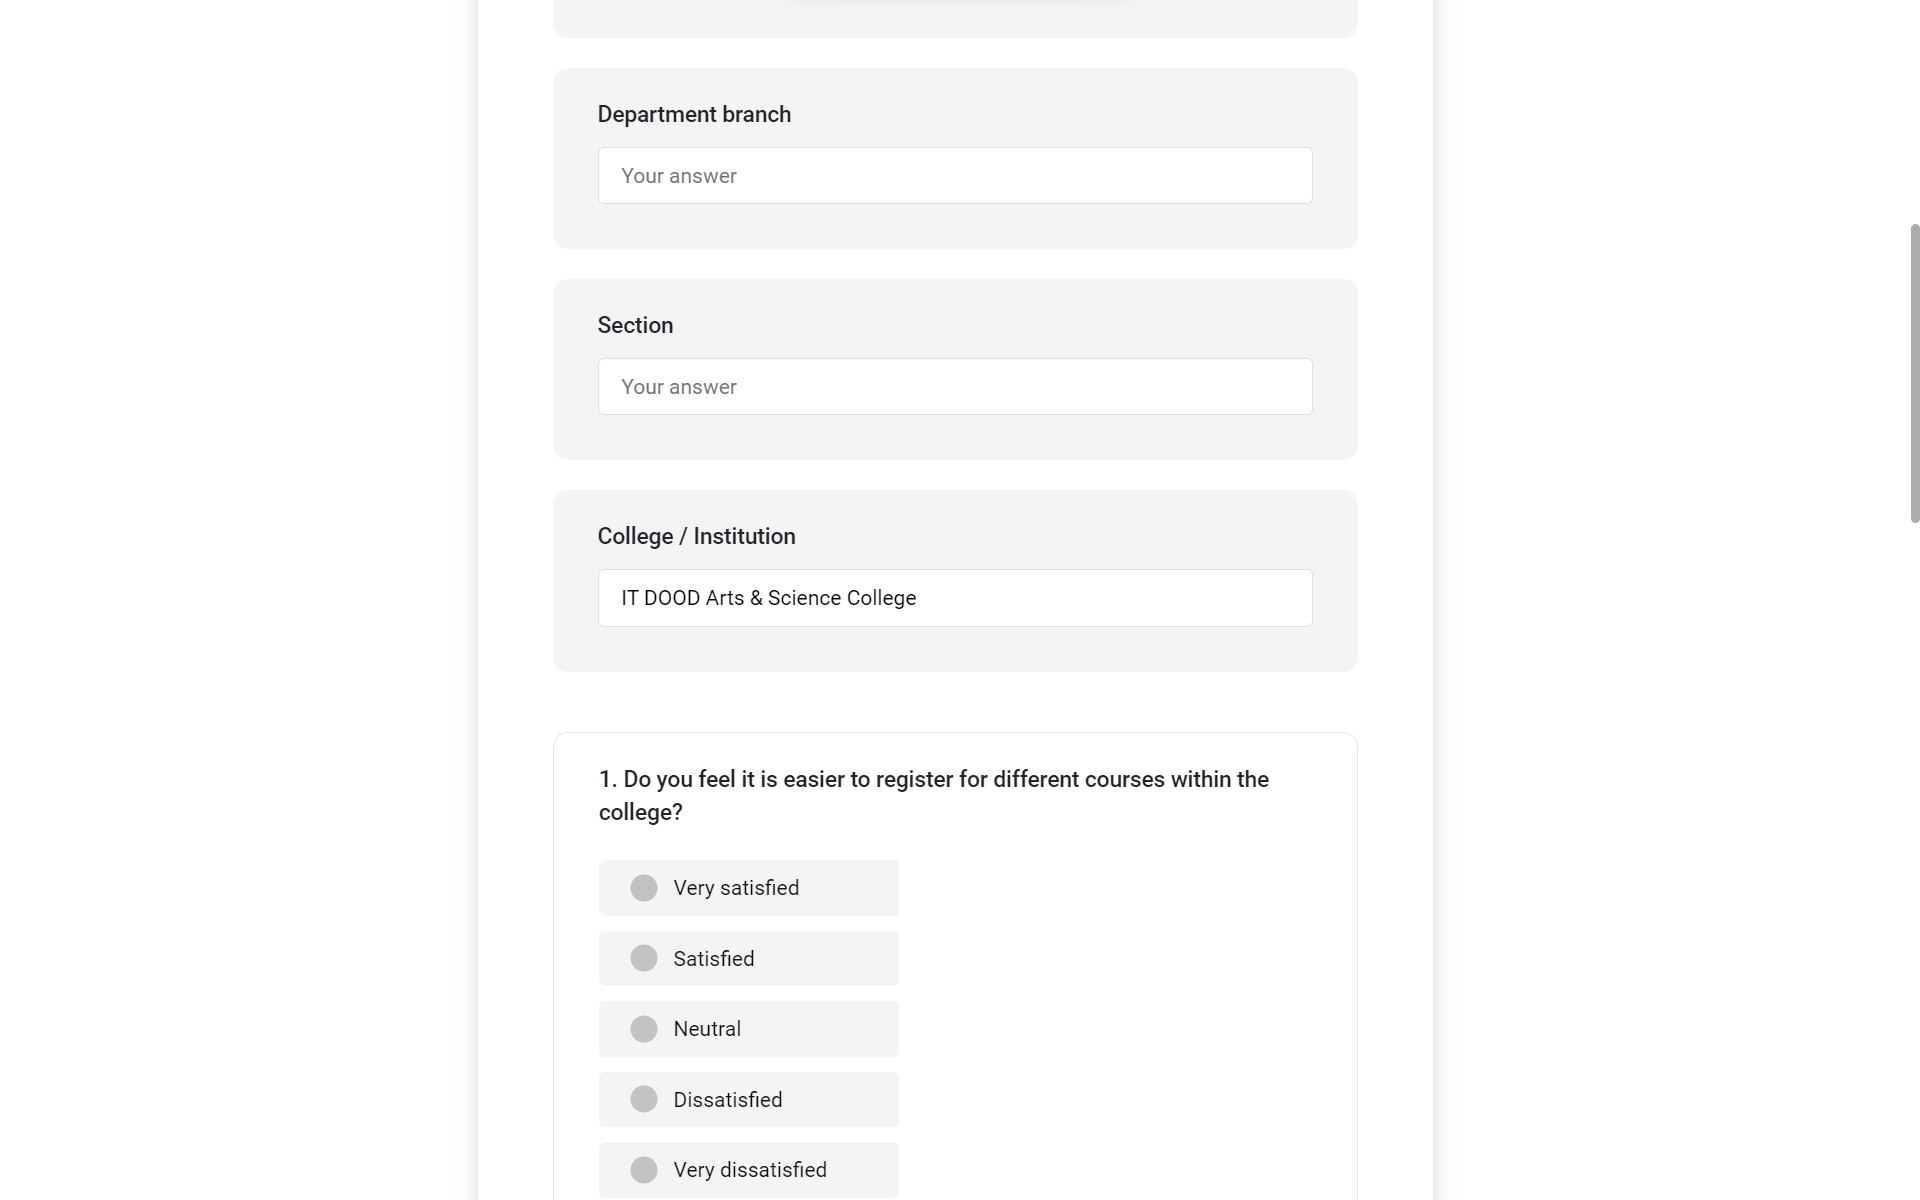 Department branch
Your answer
Section
Your answer
College / Institution
IT DOOD Arts & Science College
1. Do you feel it is easier to register for different courses within the
college?
Very satisfied
Satisfied
Neutral
Dissatisfied
Very dissatisfied